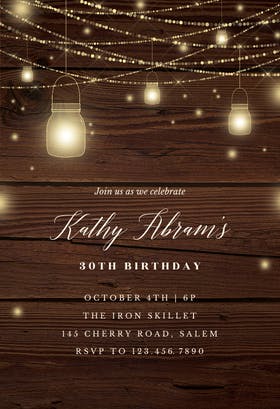 Join us as we celebrate
Kathy Abram's
30TH BIRTHDAY
OCTOBER 4TH | 6P
THE IRON SKILLET
145 CHERRY ROAD, SALEM
RSVP TO 123.456.7890